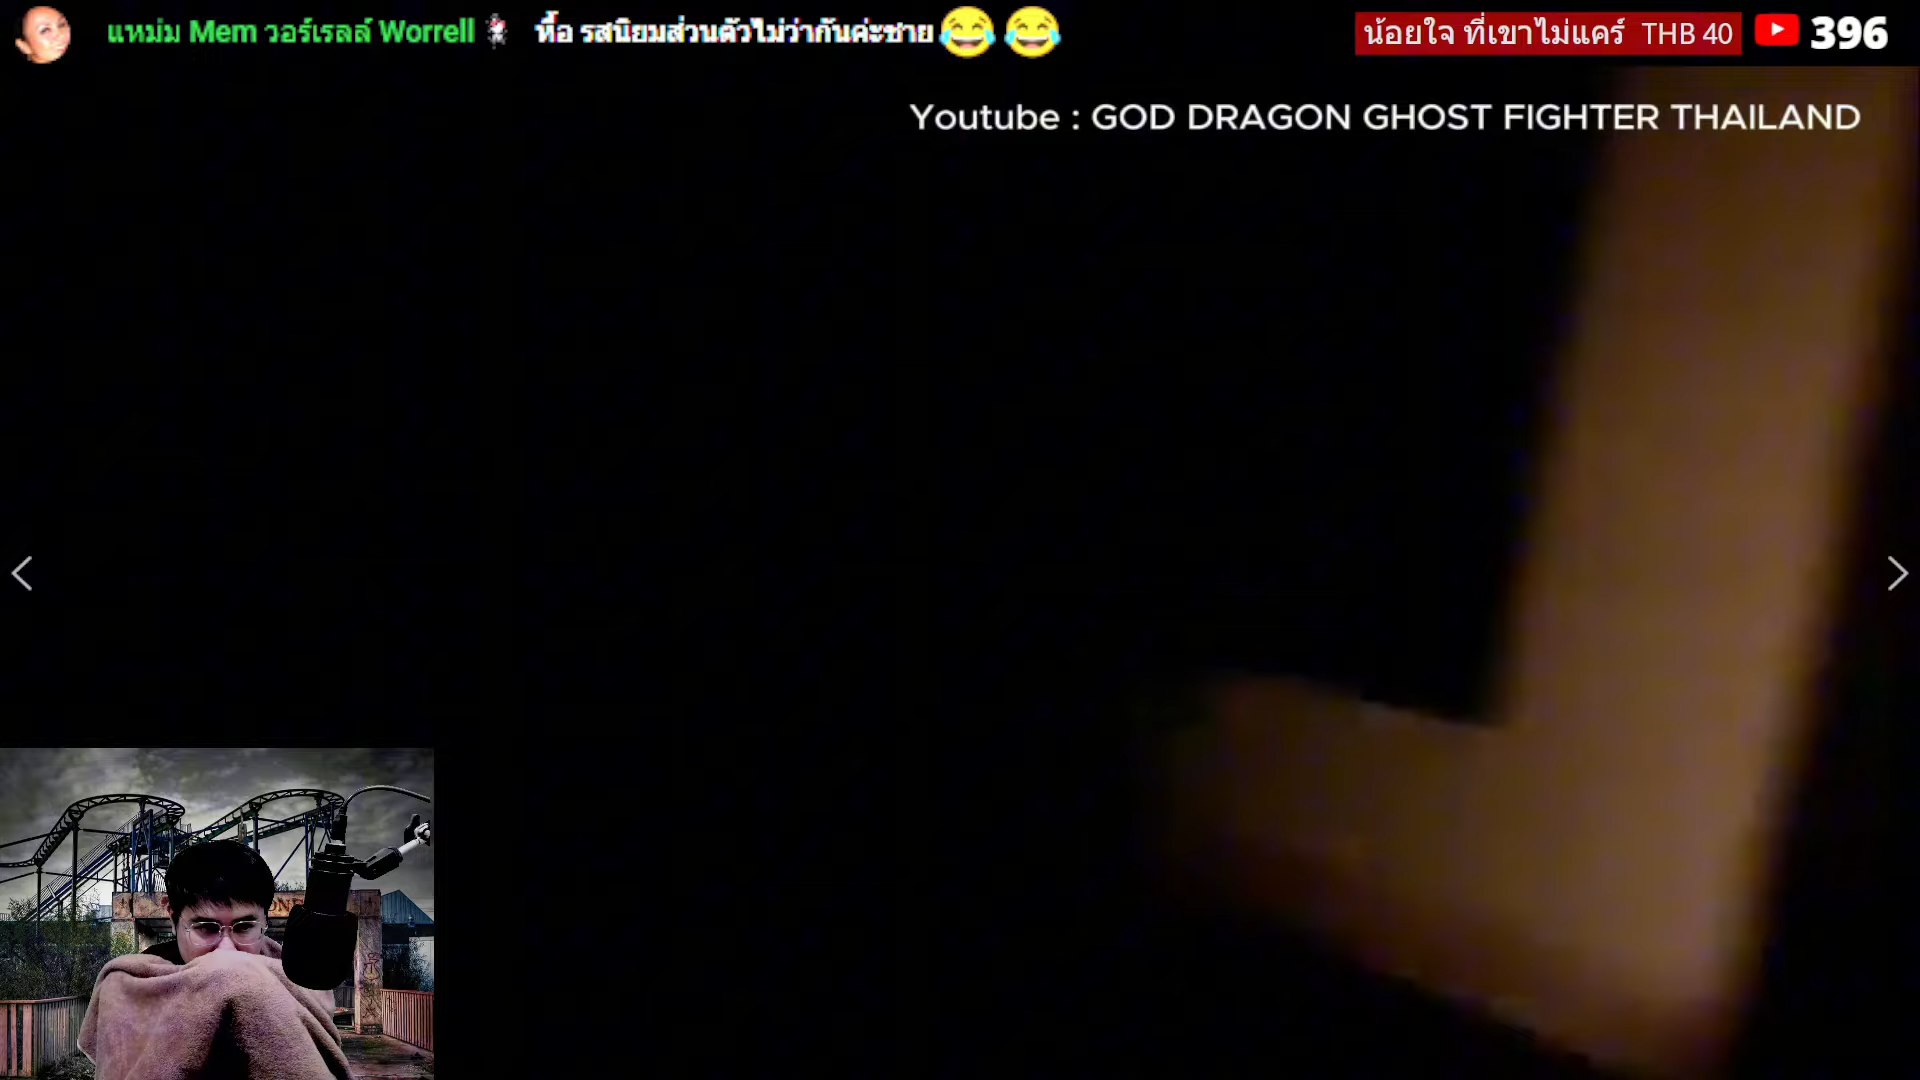 แหม่ม Mem วอร์เรลล์ Worrell หื้อ รสนิยมส่วนตัวไม่ว่ากันค่ะชาย😂😂
น้อยใจ ที่เขาไม่แคร์ THB 40
396
Youtube : GOD DRAGON GHOST FIGHTER THAILAND